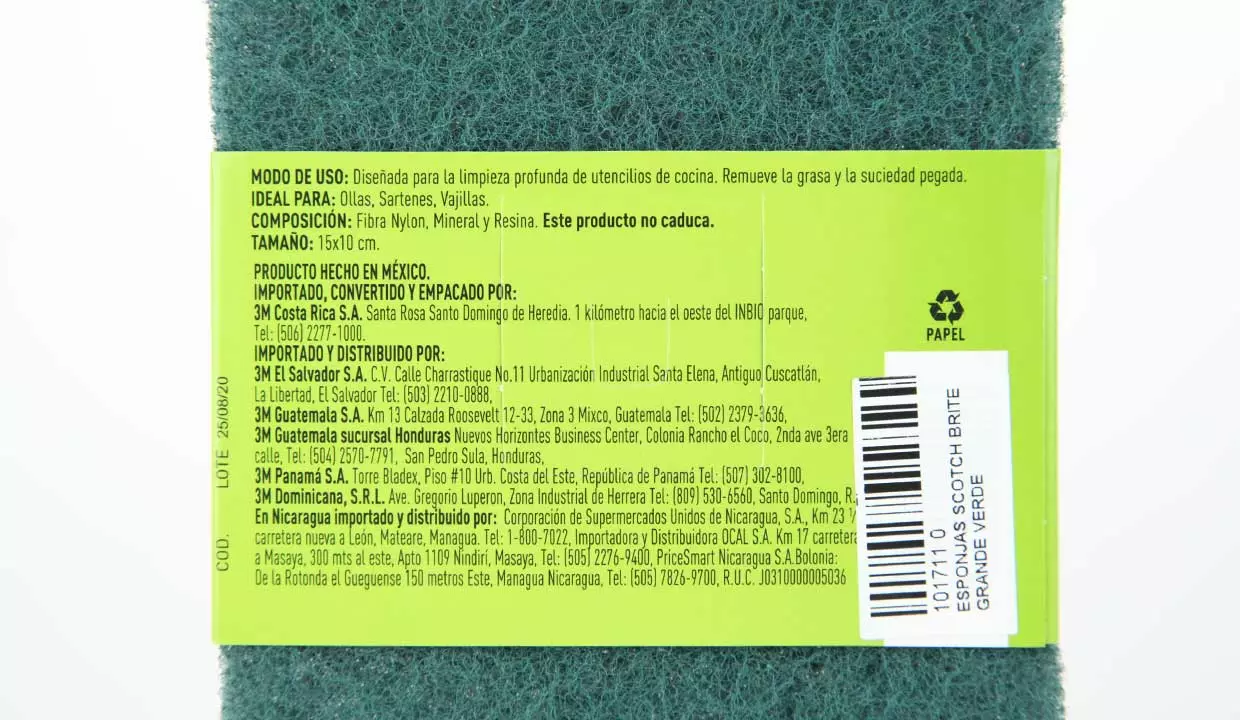 MODO DE USO: Diseñada para la limpieza profunda de utencilios de cocina. Remueve la grasa y la suciedad pegada.
IDEAL PARA: Ollas, Sartenes, Vajillas.
COMPOSICIÓN: Fibra Nylon, Mineral y Resina. Este producto no caduca.
TAMAÑO: 15x10 cm.
PRODUCTO HECHO EN MÉXICO.
IMPORTADO, CONVERTIDO Y EMPACADO POR:
3M Costa Rica S.A. Santa Rosa Santo Domingo de Heredia. 1 kilómetro hacia el oeste del INBIO parque,
Tel: (506) 2277-1000.
IMPORTADO Y DISTRIBUIDO POR:
3M El Salvador S.A. C.V. Calle Charrastique No.11 Urbanización Industrial Santa Elena, Antiguo Cuscatlán,
La Libertad, El Salvador Tel: (503) 2210-0888,
3M Guatemala S.A. Km 13 Calzada Roosevelt 12-33, Zona 3 Mixco, Guatemala Tel: (502) 2379-3636,
3M Guatemala sucursal Honduras Nuevos Horizontes Business Center, Colonia Rancho el Coco, 2nda ave 3era
calle, Tel: (504) 2570-7791, San Pedro Sula, Honduras,
3M Panamá S.A. Torre Bladex, Piso #10 Urb. Costa del Este, República de Panamá Tel: (507) 302-8100,
3M Dominicana, S.R.L. Ave. Gregorio Luperon, Zona Industrial de Herrera Tel: (809) 530-6560, Santo Domingo, R.
En Nicaragua importado y distribuido por: Corporación de Supermercados Unidos de Nicaragua, S.A., Km 23
carretera nueva a León, Mateare, Managua. Tel: 1-800-7022, Importadora y Distribuidora OCAL S.A. Km 17 carretera
a Masaya, 300 mts al este, Apto 1109 Nindirí, Masaya, Tel: (505) 2276-9400, PriceSmart Nicaragua S.A.Bolonia:
De la Rotonda el Gueguense 150 metros Este, Managua Nicaragua, Tel: (505) 7826-9700, R.U.C. J0310000005036
COD. LOTE 25/08/20
PAPEL
101711 0
ESPONJAS SCOTCH BRITE
GRANDE VERDE